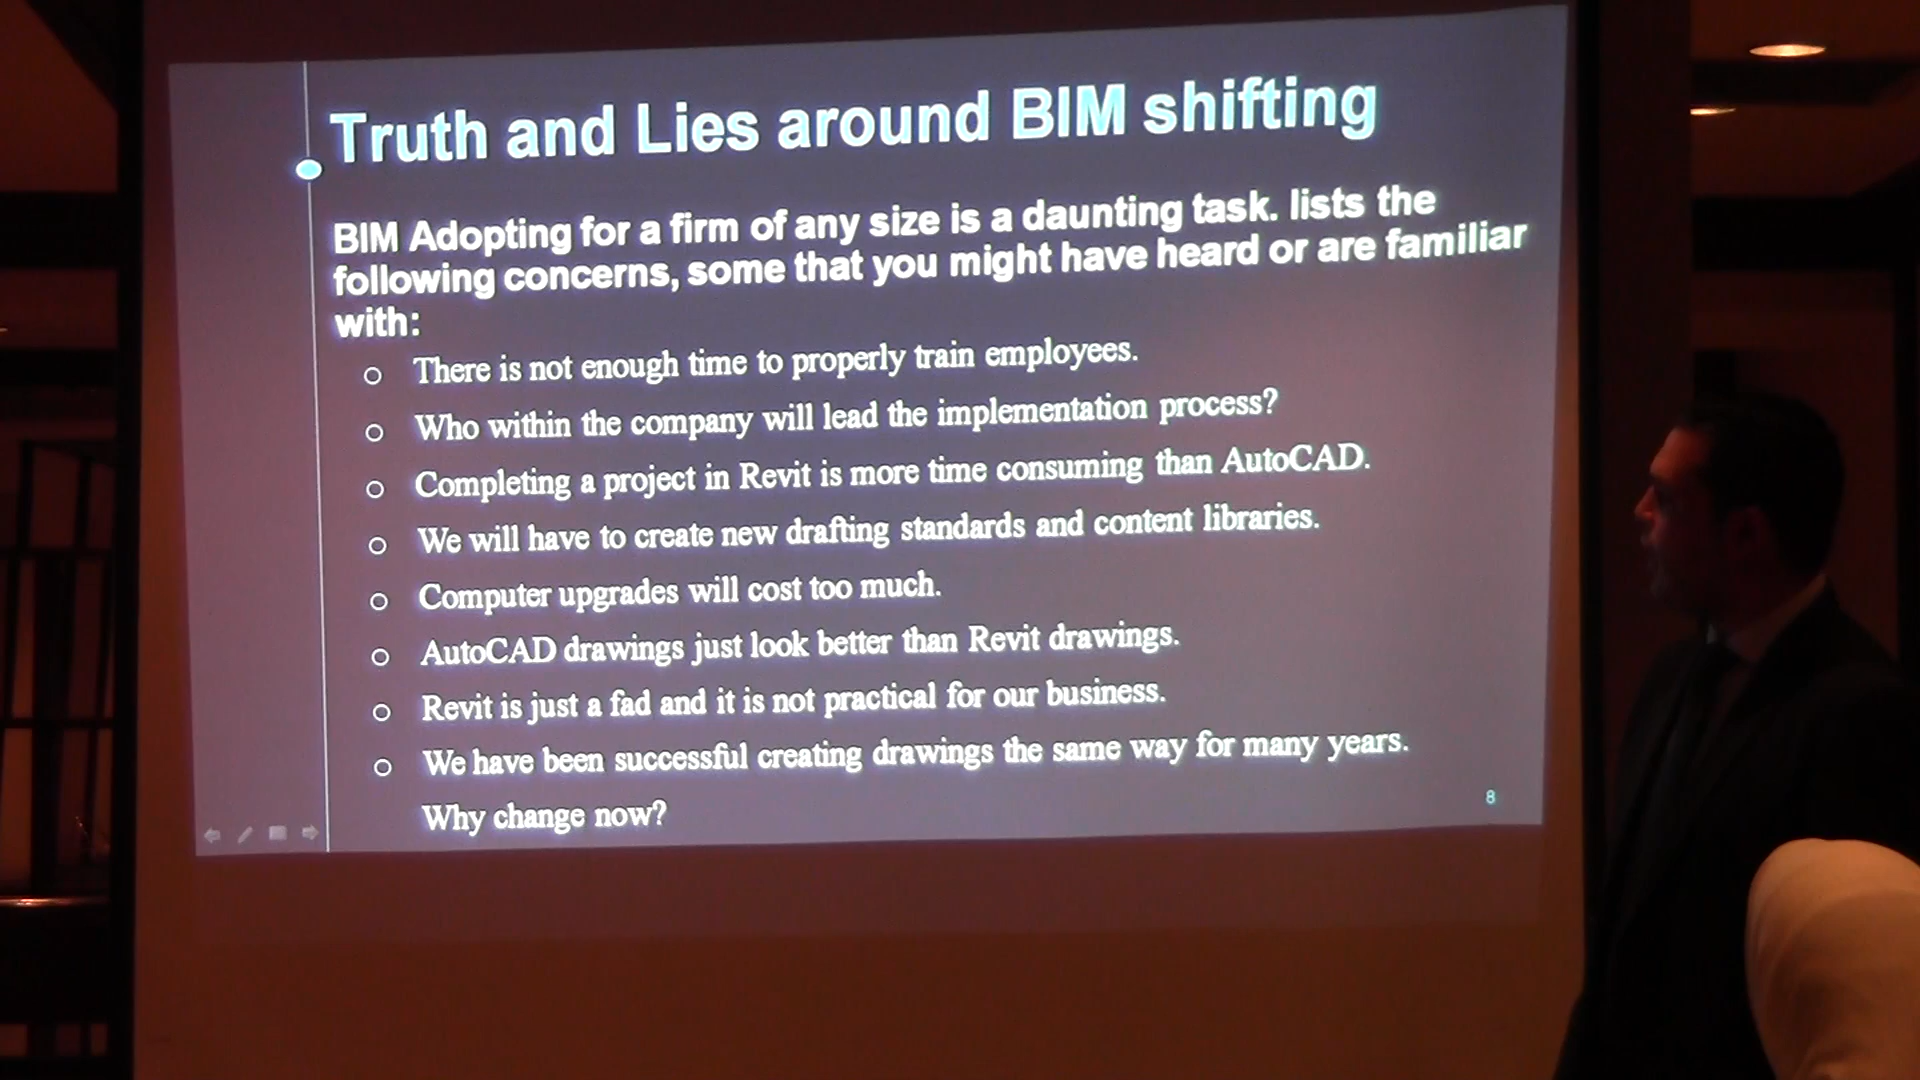 Truth and Lies around BIM shifting
BIM Adopting for a firm of any size is a daunting task. lists the
following concerns, some that you might have heard or are familiar
with:
There is not enough time to properly train employees.
Who within the company will lead the implementation process?
Completing a project in Revit is more time consuming than AutoCAD.
We will have to create new drafting standards and content libraries.
Computer upgrades will cost too much.
AutoCAD drawings just look better than Revit drawings.
Revit is just a fad and it is not practical for our business.
We have been successful creating drawings the same way for many years.
Why change now?
8